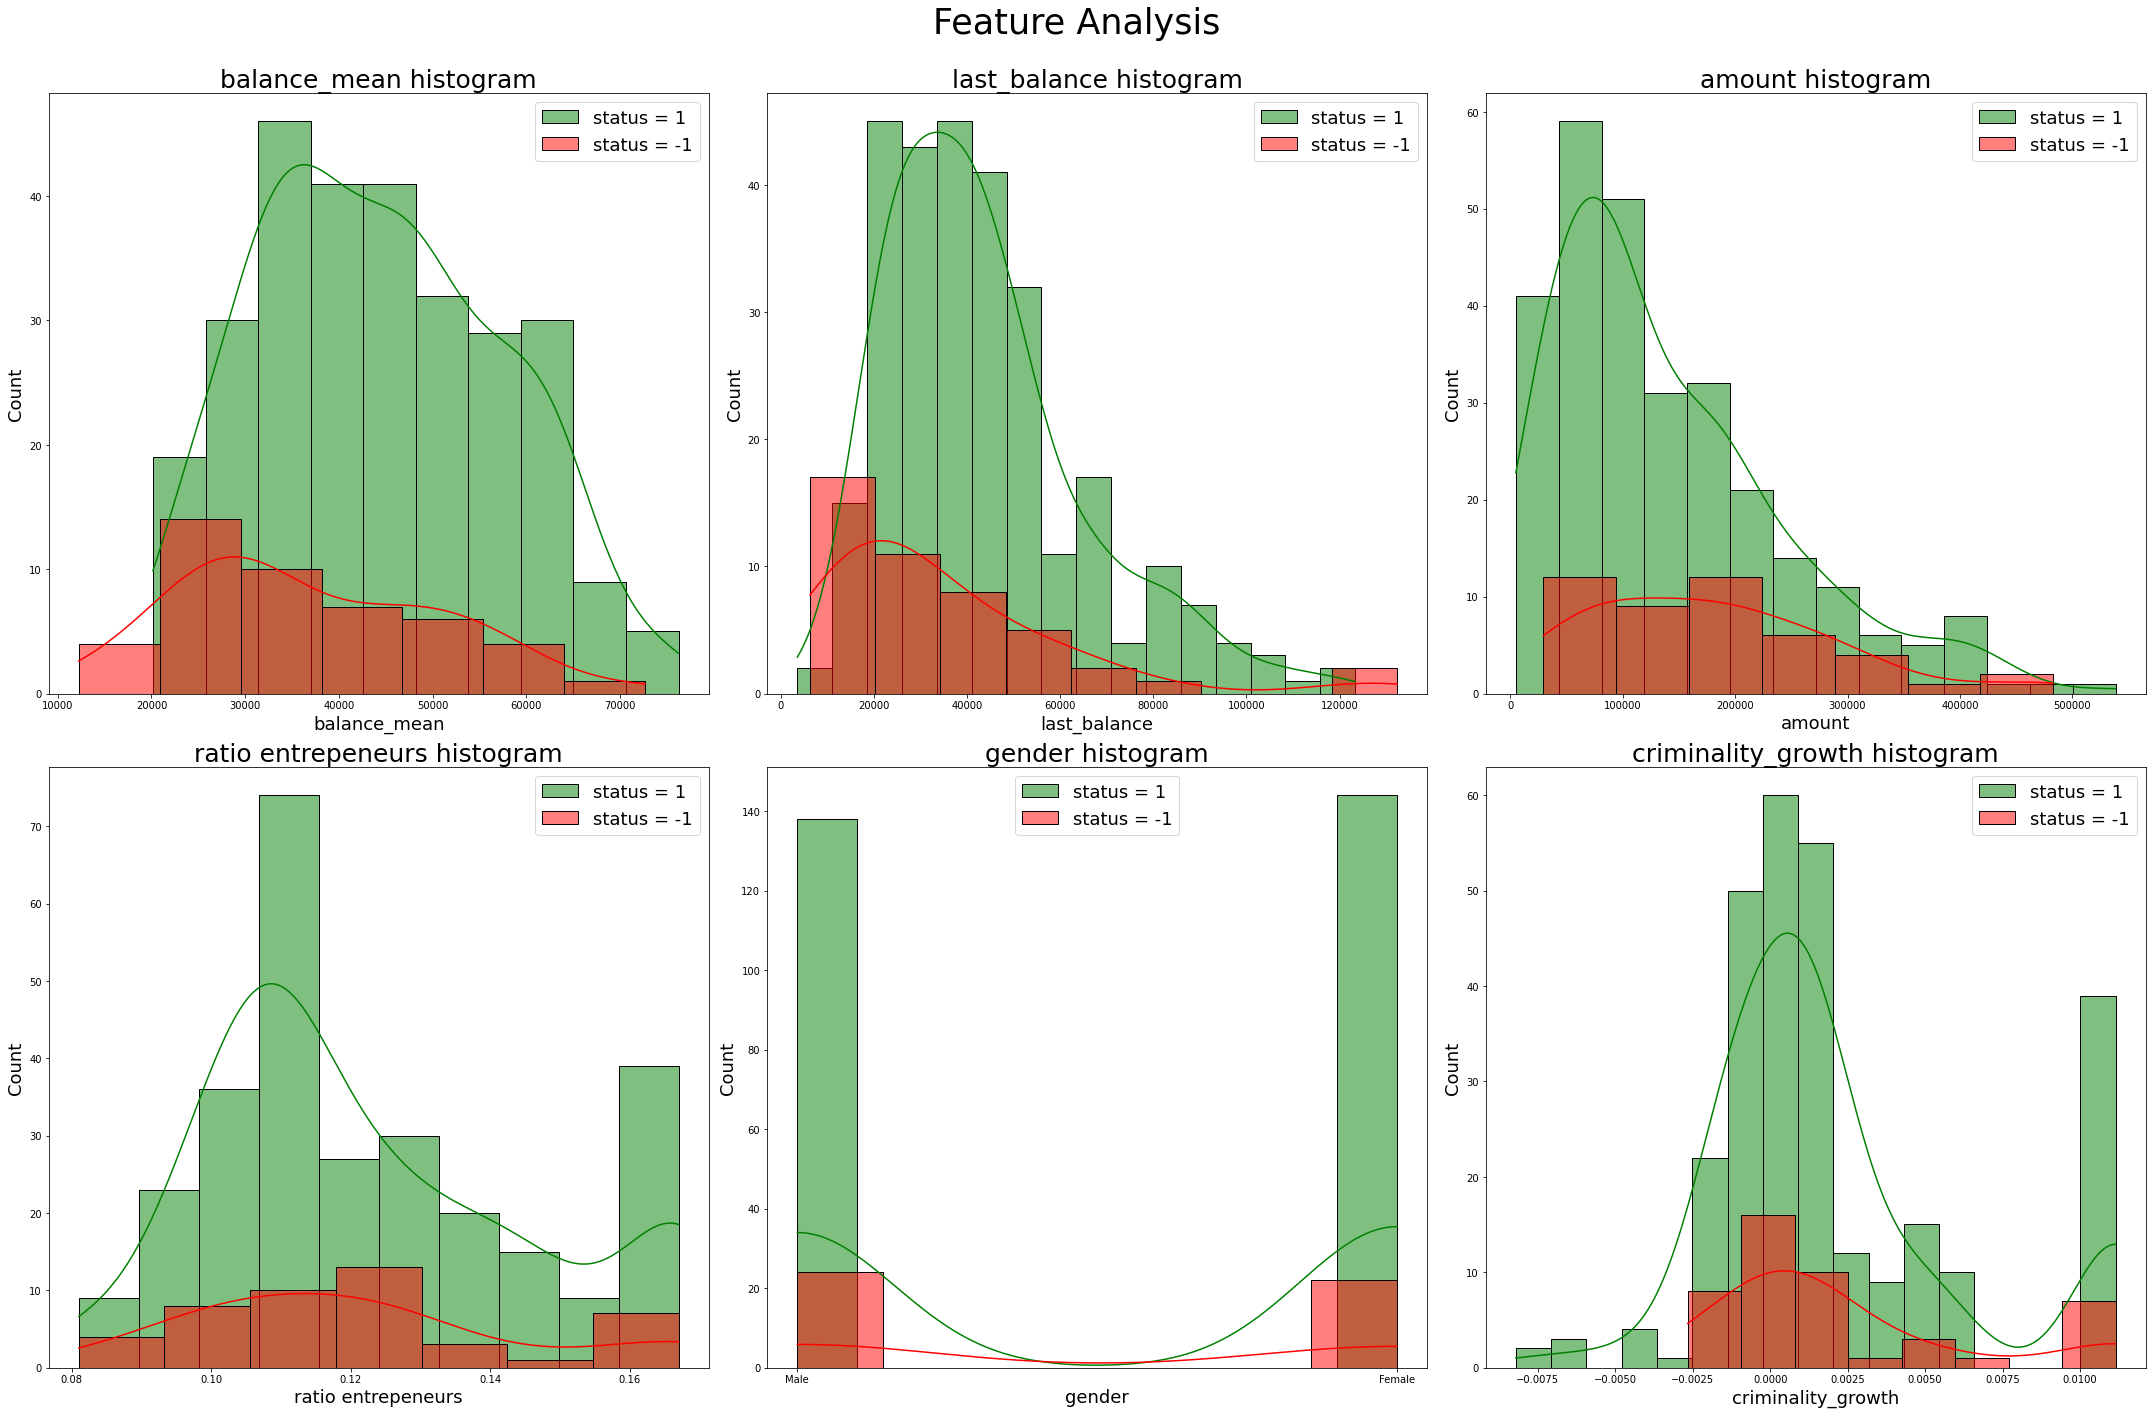 Feature Analysis
balance_mean histogram
status = 1
status = -1
Count
40
30
20
10
0
10000 20000 30000 40000 50000 60000 70000
balance_mean
last_balance histogram
status = 1
status = -1
Count
40
30
20
10
0
0 20000 40000 60000 80000 100000 120000
last_balance
amount histogram
status = 1
status = -1
Count
60
50
40
30
20
10
0
0 100000 200000 300000 400000 500000
amount
ratio entrepeneurs histogram
status = 1
status = -1
Count
70
60
50
40
30
20
10
0
0.08 0.10 0.12 0.14 0.16
ratio entrepeneurs
gender histogram
status = 1
status = -1
Count
140
120
100
80
60
40
20
0
Male Female
gender
criminality_growth histogram
status = 1
status = -1
Count
60
50
40
30
20
10
0
−0.0075 −0.0050 −0.0025 0.0000 0.0025 0.0050 0.0075 0.0100
criminality_growth